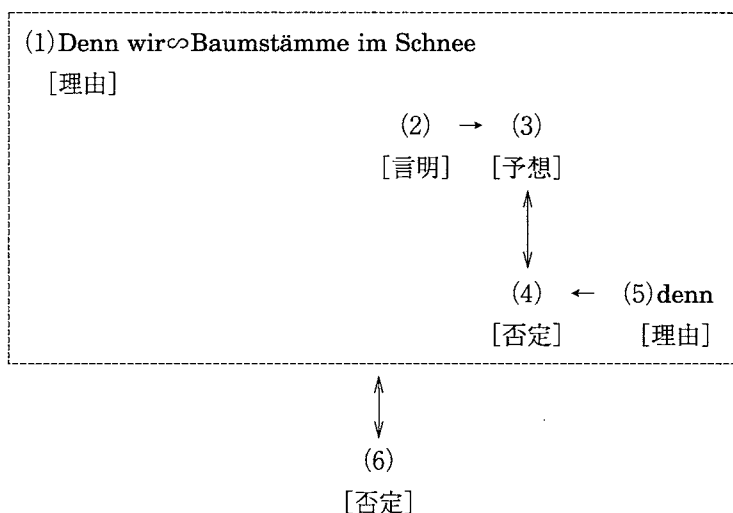 (1)Denn wir∽Baumstämme im Schnee
[理由]
(2) → (3)
[言明] [予想]
(4) ← (5)denn
[否定] [理由]
(6)
[否定]